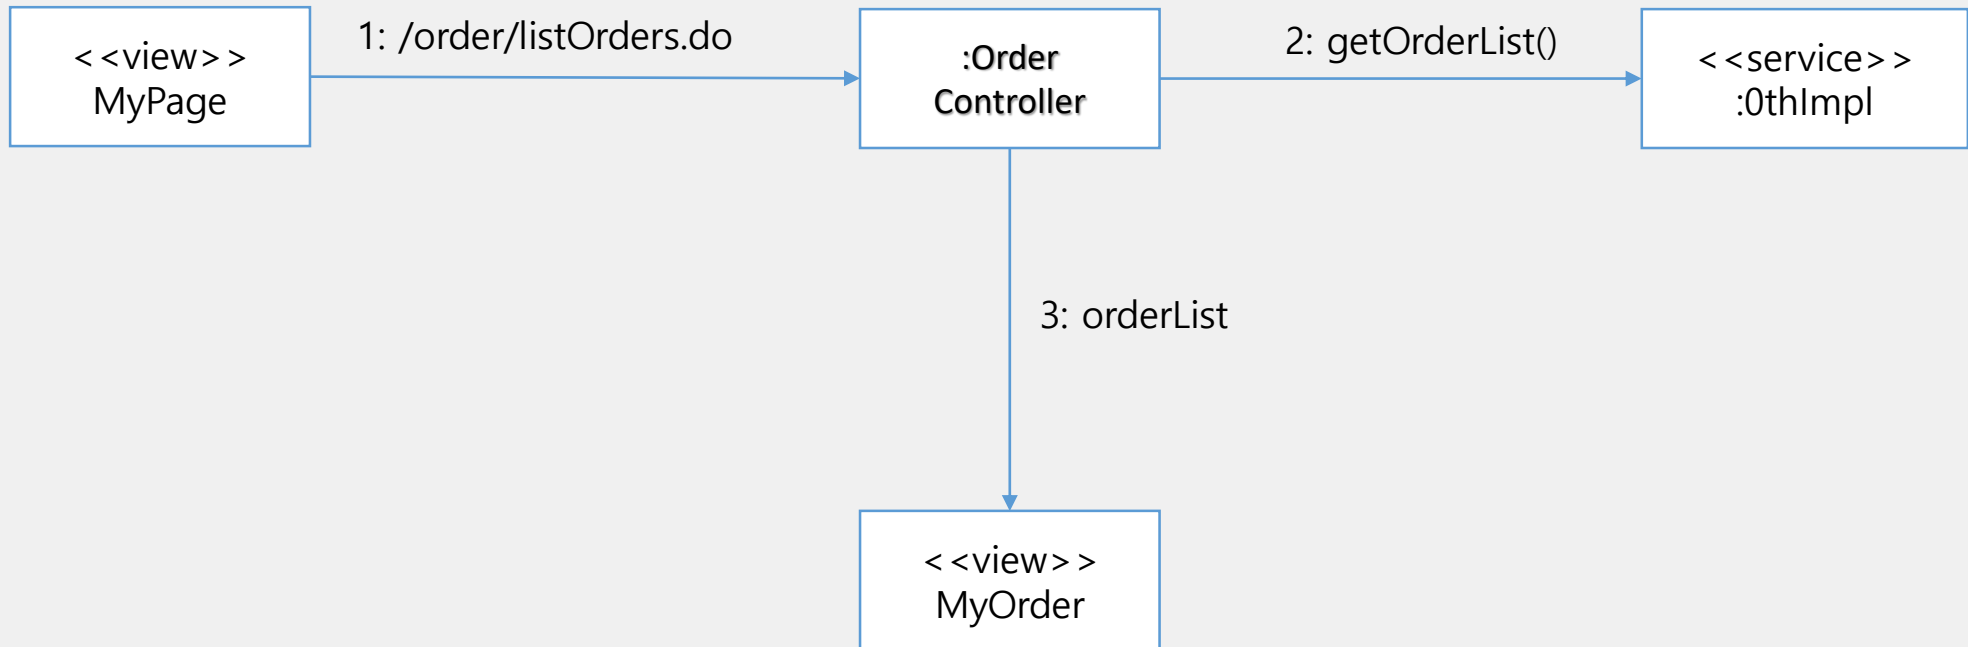 <<view>>
MyPage
1: /order/listOrders.do
:Order
Controller
2: getOrderList()
<<service>>
:0thImpl
3: orderList
<<view>>
MyOrder